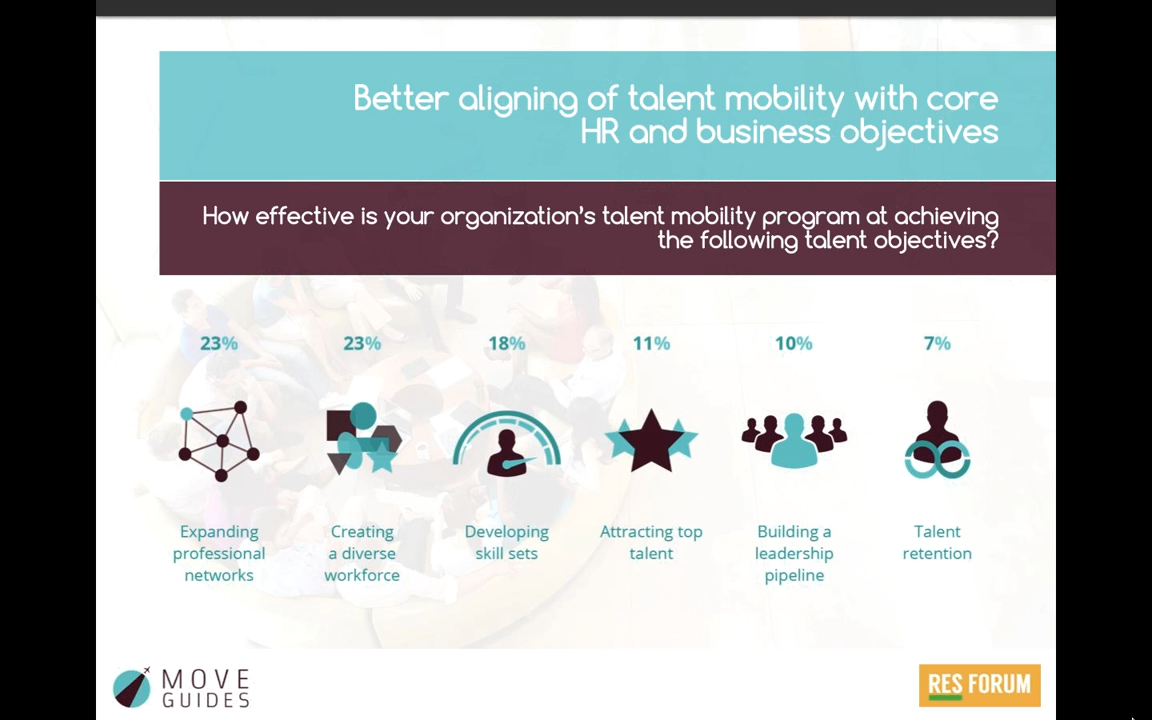 Better aligning of talent mobility with core
HR and business objectives
How effective is your organization's talent mobility program at achieving
the following talent objectives?
23%
23%
18%
11%
10%
7%
Expanding
professional
networks
Creating
a diverse
workforce
Developing
skill sets
Attracting top
talent
Building a
leadership
pipeline
Talent
retention
MOVE
GUIDES
RES FORUM